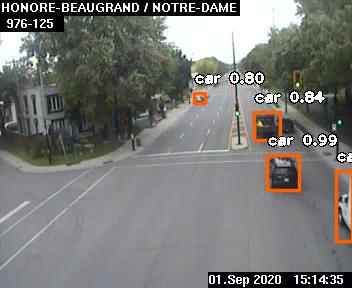 HONORE-BEAUGRAND / NOTRE-DAME
976-125
car 0.80
car 0.84
car 0.99
ca
01.Sep 2020 15:14:35